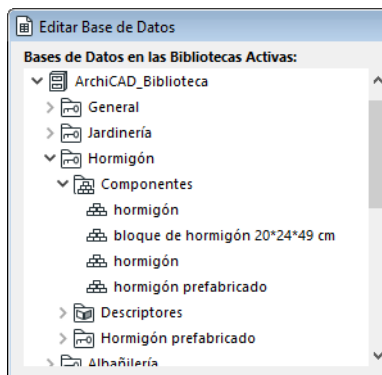 Editar Base de Datos
Bases de Datos en las Bibliotecas Activas:
ArchiCAD_Biblioteca
General
Jardinería
Hormigón
Componentes
hormigón
bloque de hormigón 20*24*49 cm
hormigón
hormigón prefabricado
Descriptores
Hormigón prefabricado
Albañilería